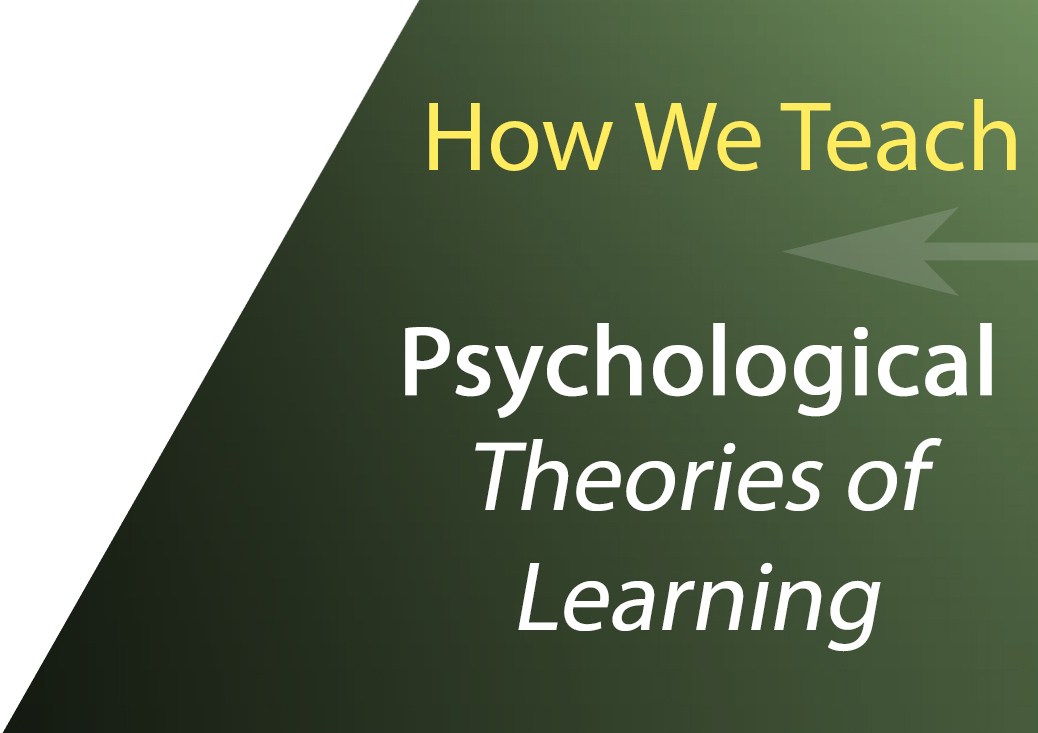 How We Teach
Psychological
Theories of
Learning